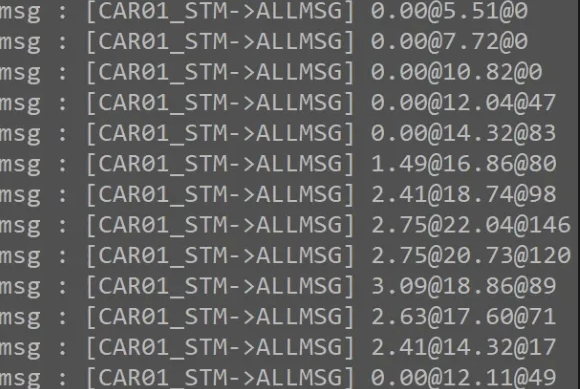 msg : [CAR01_STM->ALLMSG] 0.00@5.51@0
msg : [CAR01_STM->ALLMSG] 0.00@7.72@0
msg : [CAR01_STM->ALLMSG] 0.00@10.82@0
msg : [CAR01_STM->ALLMSG] 0.00@12.04@47
msg : [CAR01_STM->ALLMSG] 0.00@14.32@83
msg : [CAR01_STM->ALLMSG] 1.49@16.86@80
msg : [CAR01_STM->ALLMSG] 2.41@18.74@98
msg : [CAR01_STM->ALLMSG] 2.75@22.04@146
msg : [CAR01_STM->ALLMSG] 2.75@20.73@120
msg : [CAR01_STM->ALLMSG] 3.09@18.86@89
msg : [CAR01_STM->ALLMSG] 2.63@17.60@71
msg : [CAR01_STM->ALLMSG] 2.41@14.32@17
msg : [CAR01_STM->ALLMSG] 0.00@12.11@49